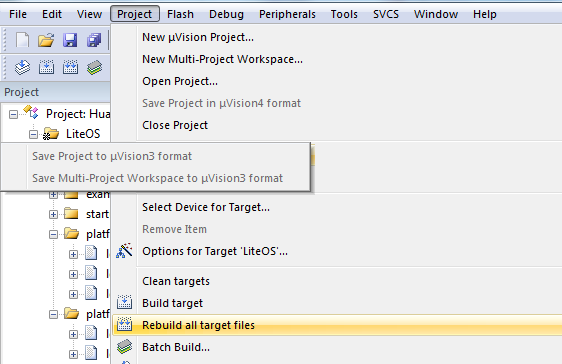 File Edit View Project Flash Debug Peripherals Tools SVCS Window Help
New µVision Project...
New Multi-Project Workspace...
Open Project...
Save Project in µVision4 format
Close Project
Project
Project: Hua
LiteOS
Save Project to µVision3 format
Save Multi-Project Workspace to µVision3 format
exam
start
platf
platf
Select Device for Target...
Remove Item
Options for Target 'LiteOS'...
Clean targets
Build target
Rebuild all target files
Batch Build...